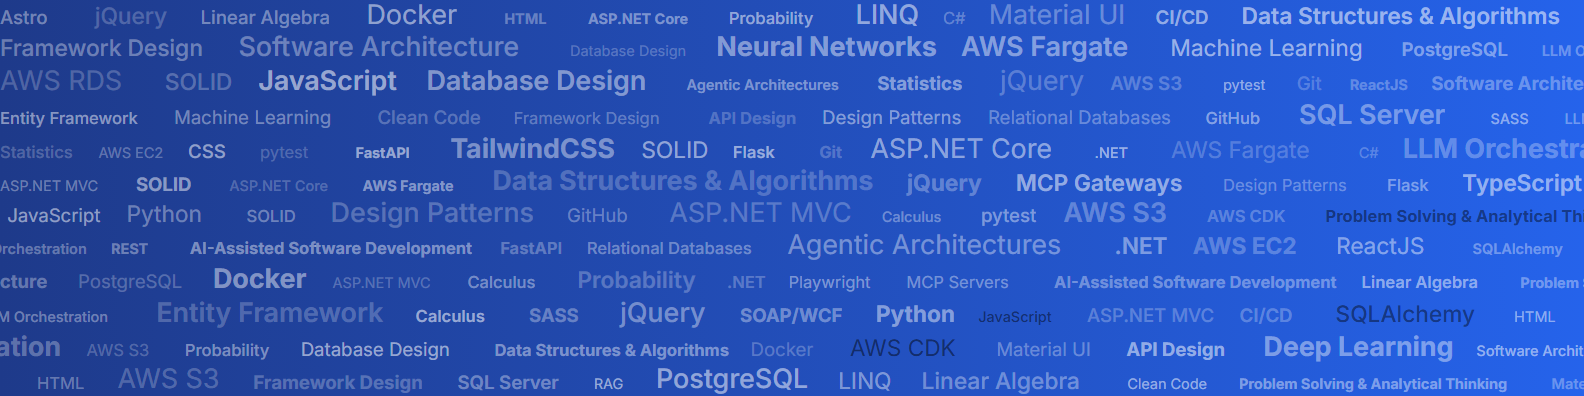 Astro jQuery Linear Algebra Docker HTML ASP.NET Core Probability LINQ C# Material UI CI/CD Data Structures & Algorithms
Framework Design Software Architecture Database Design Neural Networks AWS Fargate Machine Learning PostgreSQL LLM O
AWS RDS SOLID JavaScript Database Design Agentic Architectures Statistics jQuery AWS S3 pytest Git ReactJS Software Archite
Entity Framework Machine Learning Clean Code Framework Design API Design Design Patterns Relational Databases GitHub SQL Server SASS LL
Statistics AWS EC2 CSS pytest FastAPI TailwindCSS SOLID Flask Git ASP.NET Core .NET AWS Fargate C# LLM Orchestra
ASP.NET MVC SOLID ASP.NET Core AWS Fargate Data Structures & Algorithms jQuery MCP Gateways Design Patterns Flask TypeScript
JavaScript Python SOLID Design Patterns GitHub ASP.NET MVC Calculus pytest AWS S3 AWS CDK Problem Solving & Analytical Thi
rchestration REST AI-Assisted Software Development FastAPI Relational Databases Agentic Architectures .NET AWS EC2 ReactJS SQLAlchemy
cture PostgreSQL Docker ASP.NET MVC Calculus Probability .NET Playwright MCP Servers AI-Assisted Software Development Linear Algebra Problem
M Orchestration Entity Framework Calculus SASS jQuery SOAP/WCF Python JavaScript ASP.NET MVC CI/CD SQLAlchemy HTML
ation AWS S3 Probability Database Design Data Structures & Algorithms Docker AWS CDK Material UI API Design Deep Learning Software Archit
HTML AWS S3 Framework Design SQL Server RAG PostgreSQL LINQ Linear Algebra Clean Code Problem Solving & Analytical Thinking Mate